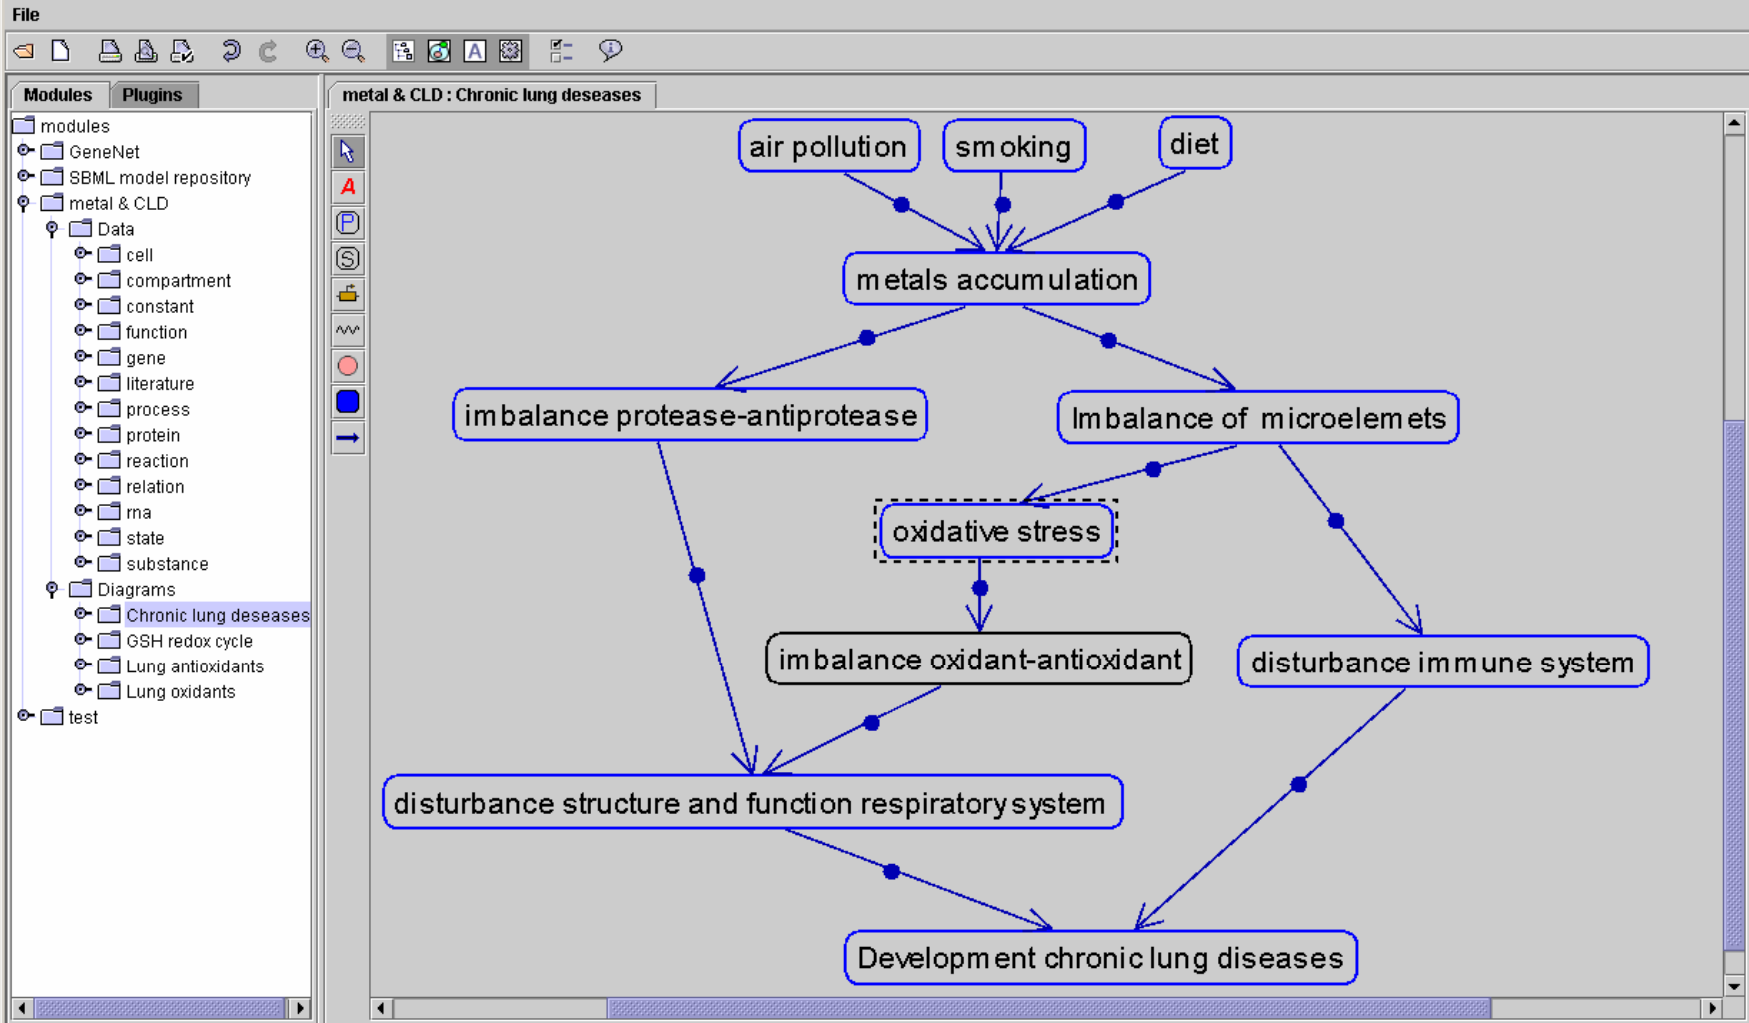 File
Modules
Plugins
metal & CLD : Chronic lung deseases
modules
GeneNet
SBML model repository
metal & CLD
Data
cell
compartment
constant
function
gene
literature
process
protein
reaction
relation
rna
state
substance
Diagrams
Chronic lung deseases
GSH redox cycle
Lung antioxidants
Lung oxidants
test
A
A
P
S
air pollution
smoking
diet
metals accumulation
imbalance protease-antiprotease
Imbalance of microelemets
oxidative stress
imbalance oxidant-antioxidant
disturbance immune system
disturbance structure and function respiratory system
Development chronic lung diseases